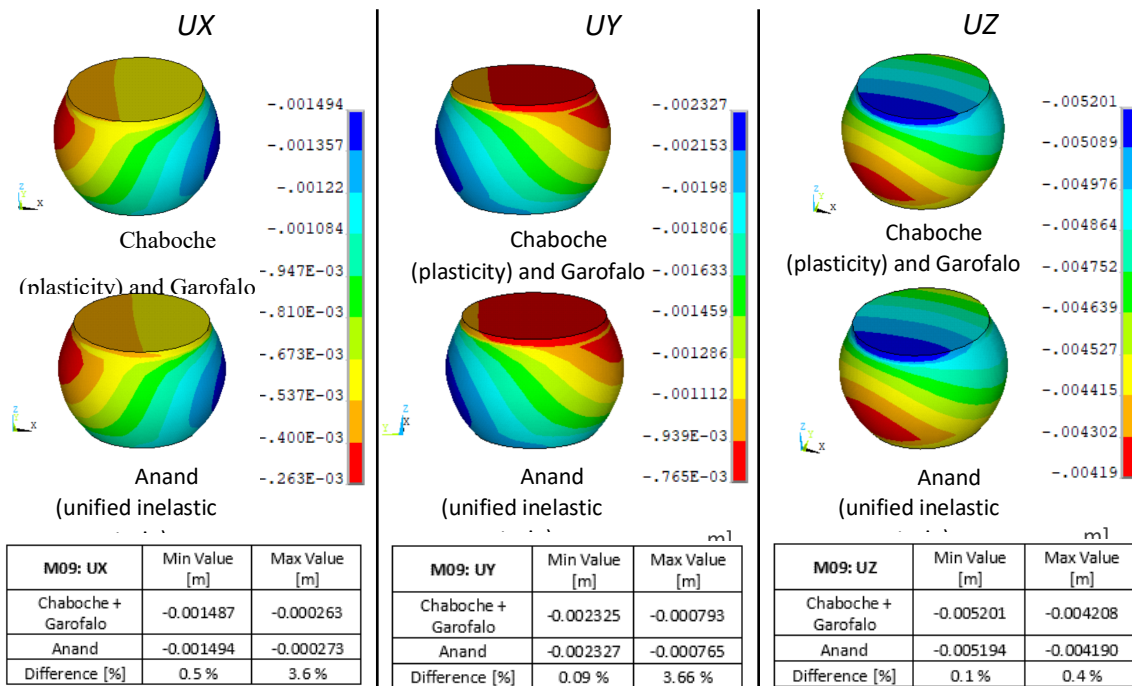 UX
Chaboche
(plasticity) and Garofalo
Anand
(unified inelastic
-.001494
-.001357
-.00122
-.001084
-.947E-03
-.810E-03
-.673E-03
-.537E-03
-.400E-03
-.263E-03
Z
Y
X
Z
X
M09: UX Min Value [m] Max Value [m]
Chaboche + Garofalo -0.001487 -0.000263
Anand -0.001494 -0.000273
Difference [%] 0.5 % 3.6 %
UY
Chaboche
(plasticity) and Garofalo
Anand
(unified inelastic
-.002327
-.002153
-.00198
-.001806
-.001633
-.001459
-.001286
-.001112
-.939E-03
-.765E-03
Z
Y
X
m]
M09: UY Min Value [m] Max Value [m]
Chaboche + Garofalo -0.002325 -0.000793
Anand -0.002327 -0.000765
Difference [%] 0.09 % 3.66 %
UZ
Chaboche
(plasticity) and Garofalo
Anand
(unified inelastic
-.005201
-.005089
-.004976
-.004864
-.004752
-.004639
-.004527
-.004415
-.004302
-.00419
Z
Y
X
Z
Y
X
m]
M09: UZ Min Value [m] Max Value [m]
Chaboche + Garofalo -0.005201 -0.004208
Anand -0.005194 -0.004190
Difference [%] 0.1 % 0.4 %